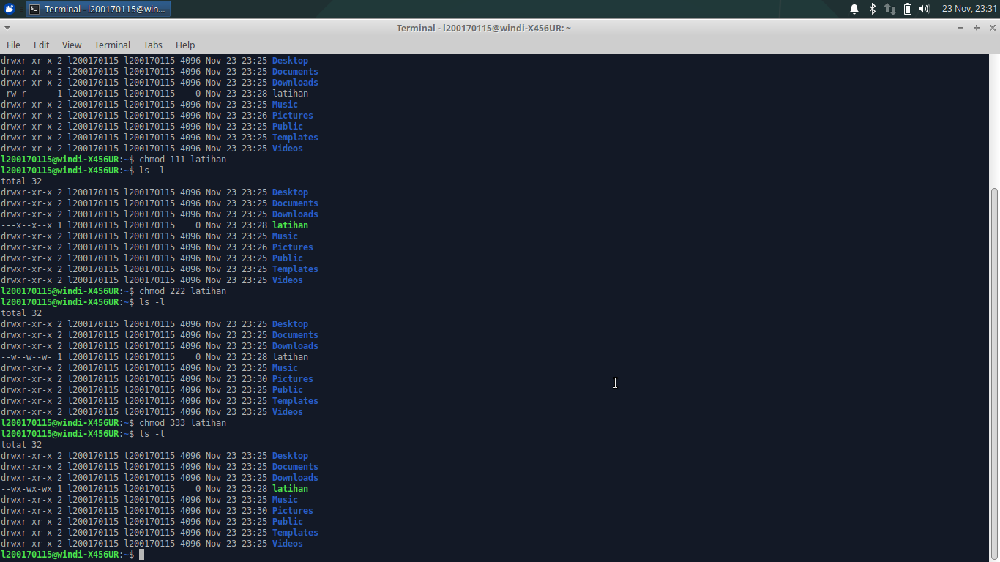 Terminal - l200170115@win...
23 Nov, 23:31
Terminal - l200170115@windi-X456UR: ~
File Edit View Terminal Tabs Help
drwxr-xr-x 2 l200170115 l200170115 4096 Nov 23 23:25 Desktop
drwxr-xr-x 2 l200170115 l200170115 4096 Nov 23 23:25 Documents
drwxr-xr-x 2 l200170115 l200170115 4096 Nov 23 23:25 Downloads
-rw-r----- 1 l200170115 l200170115    0 Nov 23 23:28 latihan
drwxr-xr-x 2 l200170115 l200170115 4096 Nov 23 23:25 Music
drwxr-xr-x 2 l200170115 l200170115 4096 Nov 23 23:26 Pictures
drwxr-xr-x 2 l200170115 l200170115 4096 Nov 23 23:25 Public
drwxr-xr-x 2 l200170115 l200170115 4096 Nov 23 23:25 Templates
drwxr-xr-x 2 l200170115 l200170115 4096 Nov 23 23:25 Videos
l200170115@windi-X456UR:~$ chmod 111 latihan
l200170115@windi-X456UR:~$ ls -l
total 32
drwxr-xr-x 2 l200170115 l200170115 4096 Nov 23 23:25 Desktop
drwxr-xr-x 2 l200170115 l200170115 4096 Nov 23 23:25 Documents
drwxr-xr-x 2 l200170115 l200170115 4096 Nov 23 23:25 Downloads
---x--x--x 1 l200170115 l200170115    0 Nov 23 23:28 latihan
drwxr-xr-x 2 l200170115 l200170115 4096 Nov 23 23:25 Music
drwxr-xr-x 2 l200170115 l200170115 4096 Nov 23 23:26 Pictures
drwxr-xr-x 2 l200170115 l200170115 4096 Nov 23 23:25 Public
drwxr-xr-x 2 l200170115 l200170115 4096 Nov 23 23:25 Templates
drwxr-xr-x 2 l200170115 l200170115 4096 Nov 23 23:25 Videos
l200170115@windi-X456UR:~$ chmod 222 latihan
l200170115@windi-X456UR:~$ ls -l
total 32
drwxr-xr-x 2 l200170115 l200170115 4096 Nov 23 23:25 Desktop
drwxr-xr-x 2 l200170115 l200170115 4096 Nov 23 23:25 Documents
drwxr-xr-x 2 l200170115 l200170115 4096 Nov 23 23:25 Downloads
--w--w--w- 1 l200170115 l200170115    0 Nov 23 23:28 latihan
drwxr-xr-x 2 l200170115 l200170115 4096 Nov 23 23:25 Music
drwxr-xr-x 2 l200170115 l200170115 4096 Nov 23 23:30 Pictures
drwxr-xr-x 2 l200170115 l200170115 4096 Nov 23 23:25 Public
drwxr-xr-x 2 l200170115 l200170115 4096 Nov 23 23:25 Templates
drwxr-xr-x 2 l200170115 l200170115 4096 Nov 23 23:25 Videos
l200170115@windi-X456UR:~$ chmod 333 latihan
l200170115@windi-X456UR:~$ ls -l
total 32
drwxr-xr-x 2 l200170115 l200170115 4096 Nov 23 23:25 Desktop
drwxr-xr-x 2 l200170115 l200170115 4096 Nov 23 23:25 Documents
drwxr-xr-x 2 l200170115 l200170115 4096 Nov 23 23:25 Downloads
--wx-wx-wx 1 l200170115 l200170115    0 Nov 23 23:28 latihan
drwxr-xr-x 2 l200170115 l200170115 4096 Nov 23 23:25 Music
drwxr-xr-x 2 l200170115 l200170115 4096 Nov 23 23:30 Pictures
drwxr-xr-x 2 l200170115 l200170115 4096 Nov 23 23:25 Public
drwxr-xr-x 2 l200170115 l200170115 4096 Nov 23 23:25 Templates
drwxr-xr-x 2 l200170115 l200170115 4096 Nov 23 23:25 Videos
l200170115@windi-X456UR:~$